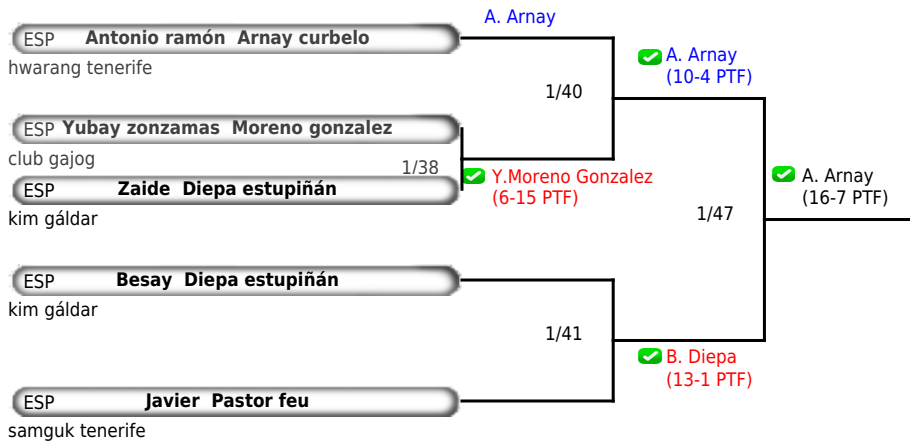 A. Arnay
ESP Antonio ramón Arnay curbelo
hwarang tenerife
A. Arnay
(10-4 PTF)
1/40
ESP Yubay zonzamas Moreno gonzalez
club gajog
1/38
Y.Moreno Gonzalez
(6-15 PTF)
ESP Zaide Diepa estupiñán
kim gáldar
A. Arnay
(16-7 PTF)
1/47
ESP Besay Diepa estupiñán
kim gáldar
1/41
B. Diepa
(13-1 PTF)
ESP Javier Pastor feu
samguk tenerife